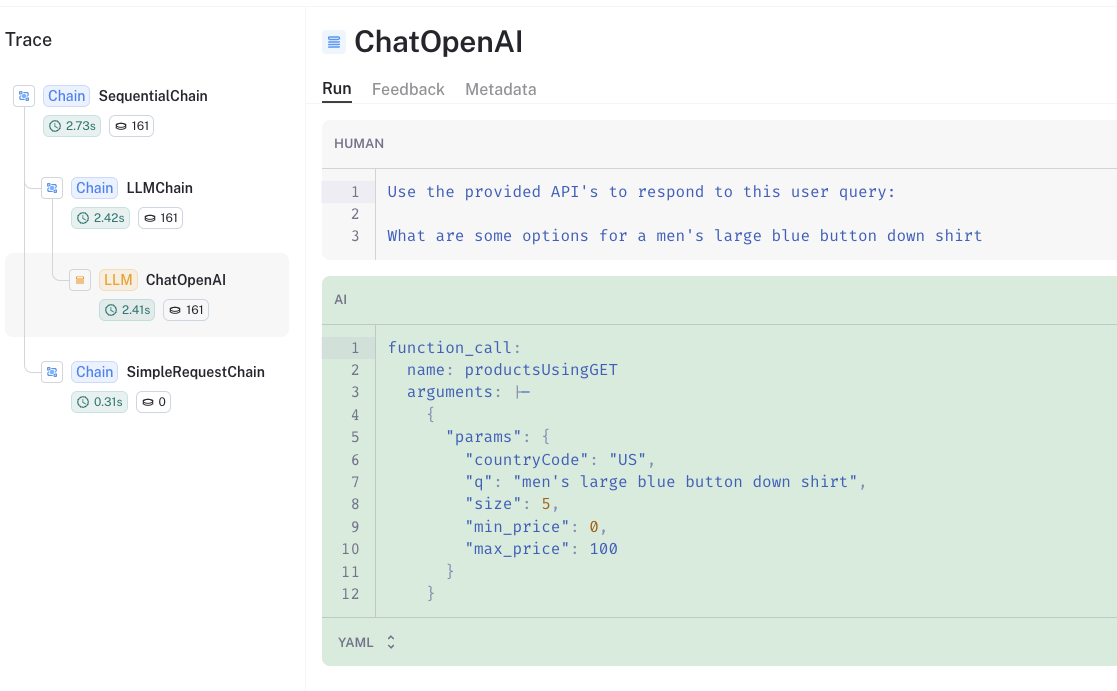 Trace
Chain SequentialChain
2.73s 161
Chain LLMChain
2.42s 161
LLM ChatOpenAI
2.41s 161
Chain SimpleRequestChain
0.31s 0
ChatOpenAI
Run Feedback Metadata
HUMAN
1 Use the provided API's to respond to this user query:
2
3 What are some options for a men's large blue button down shirt
AI
1 function_call:
2   name: productsUsingGET
3   arguments: |-
4     {
5       "params": {
6         "countryCode": "US",
7         "q": "men's large blue button down shirt",
8         "size": 5,
9         "min_price": 0,
10         "max_price": 100
11       }
12     }
YAML